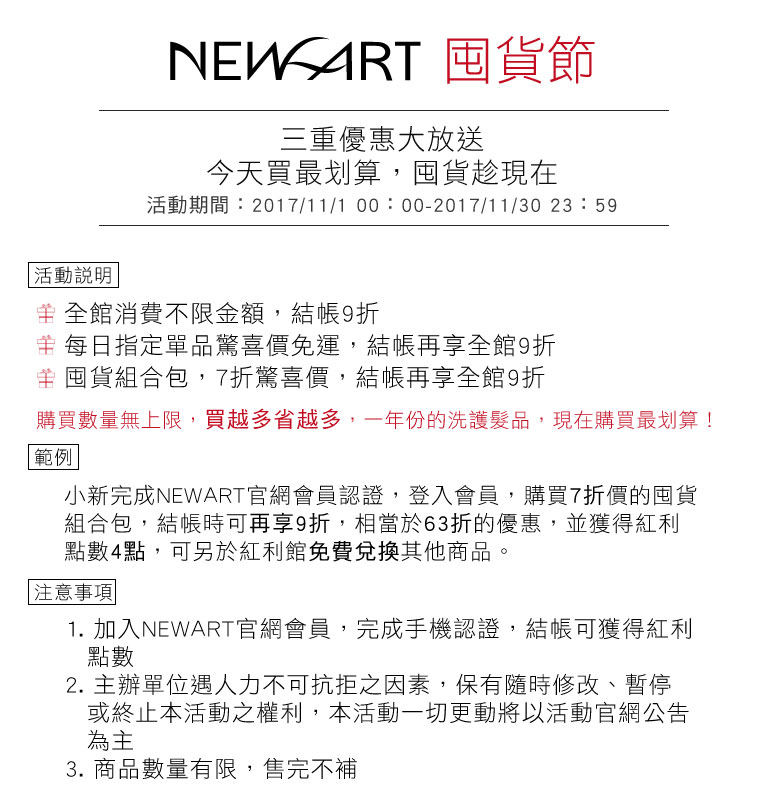 NEWART 囤貨節
三重優惠大放送
今天買最划算，囤貨趁現在
活動期間：2017/11/1 00：00-2017/11/30 23：59
活動説明
全館消費不限金額，結帳9折
每日指定單品驚喜價免運，結帳再享全館9折
囤貨組合包，7折驚喜價，結帳再享全館9折
購買數量無上限，買越多省越多，一年份的洗護髮品，現在購買最划算！
範例
小新完成NEWART官網會員認證，登入會員，購買7折價的囤貨
組合包，結帳時可再享9折，相當於63折的優惠，並獲得紅利
點數4點，可另於紅利館免費兌換其他商品。
注意事項
1. 加入NEWART官網會員，完成手機認證，結帳可獲得紅利
點數
2. 主辦單位遇人力不可抗拒之因素，保有隨時修改、暫停
或終止本活動之權利，本活動一切更動將以活動官網公告
為主
3. 商品數量有限，售完不補